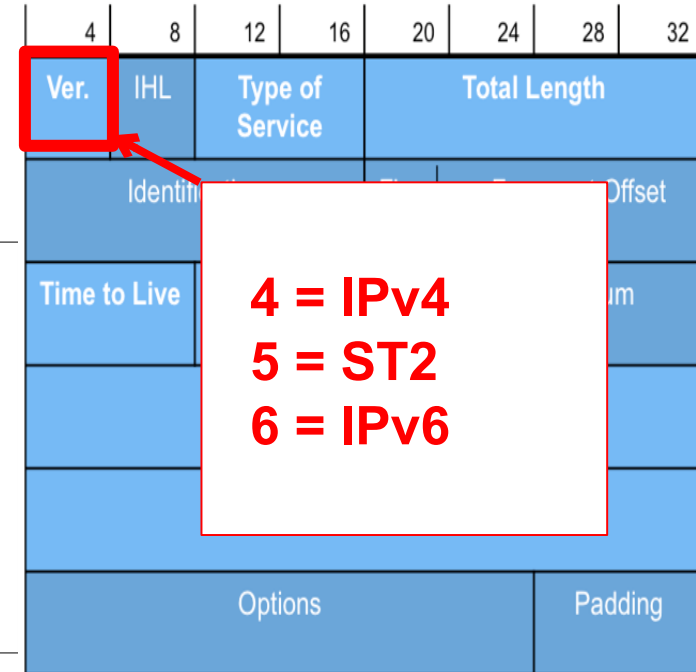 4 8 12 16 20 24 28 32
Ver. IHL Type of Total Length
Service
Offset
Time to Live
4 = IPv4
5 = ST2
6 = IPv6
Options Padding